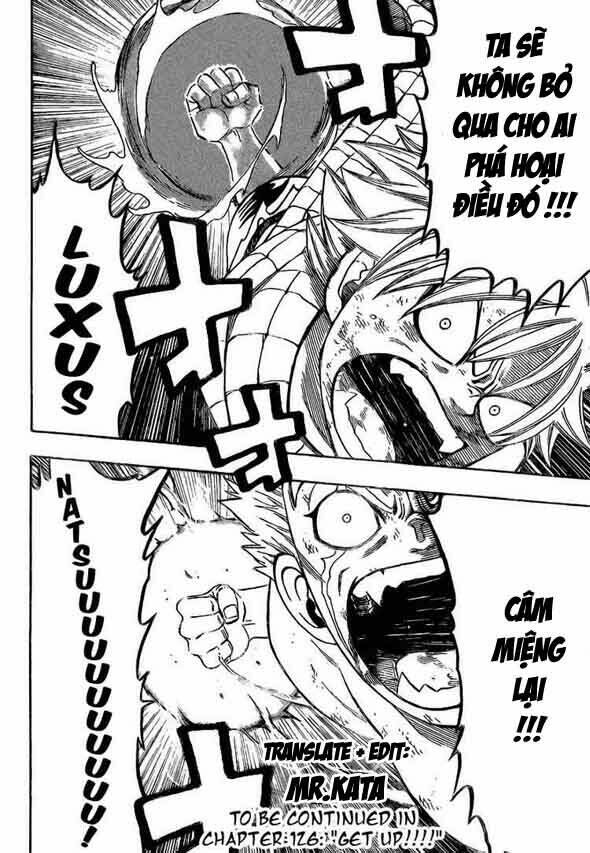 TA SẼ
KHÔNG BỎ
QUA CHO AI
PHÁ HOẠI
ĐIỀU ĐÓ !!!
LUXUS
CÂM
MIỆNG
LẠI
!!!
NATSUUUUUUUUUUU!
TRANSLATE + EDIT:
MR.KATA
TO BE CONTINUED IN
CHAPTER 126: "GET UP!!!!"